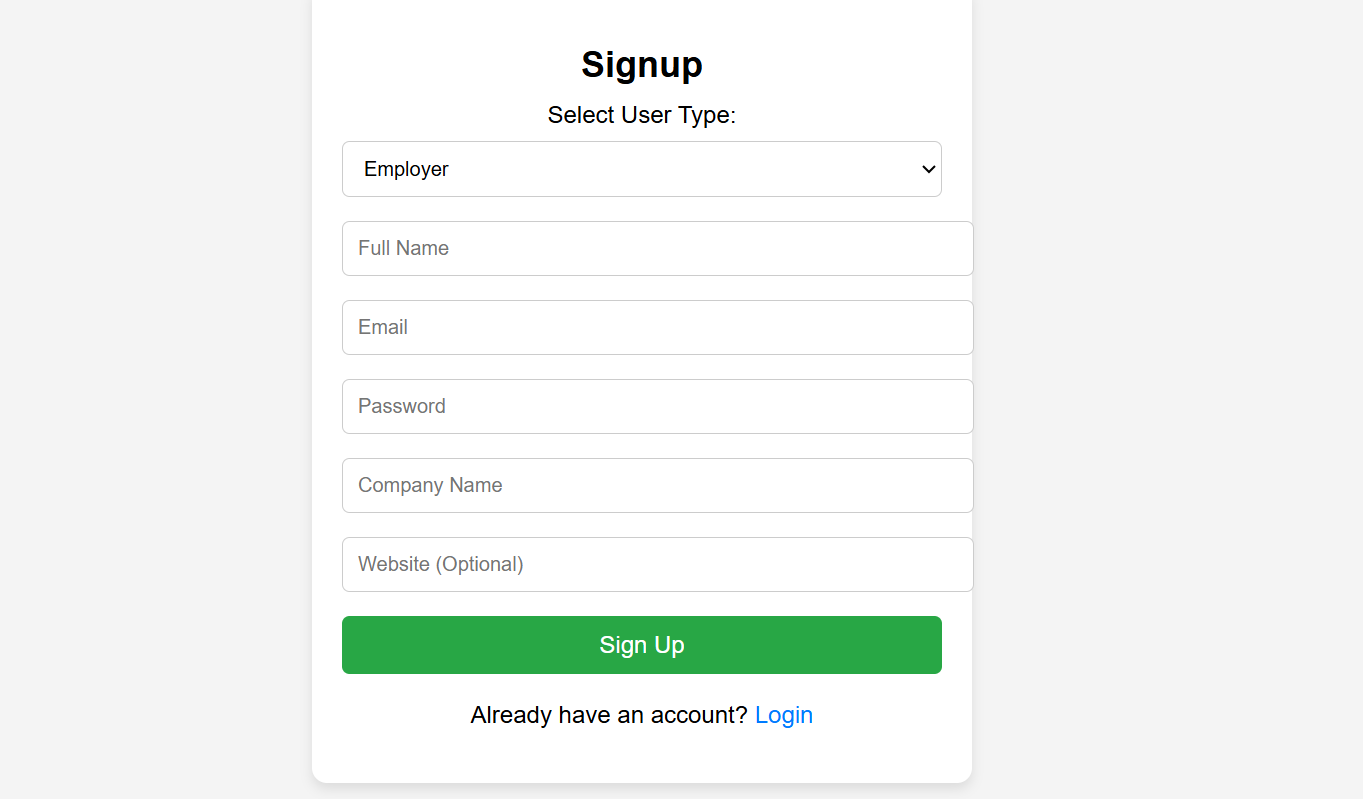 Signup
Select User Type:
Employer
Full Name
Email
Password
Company Name
Website (Optional)
Sign Up
Already have an account? Login